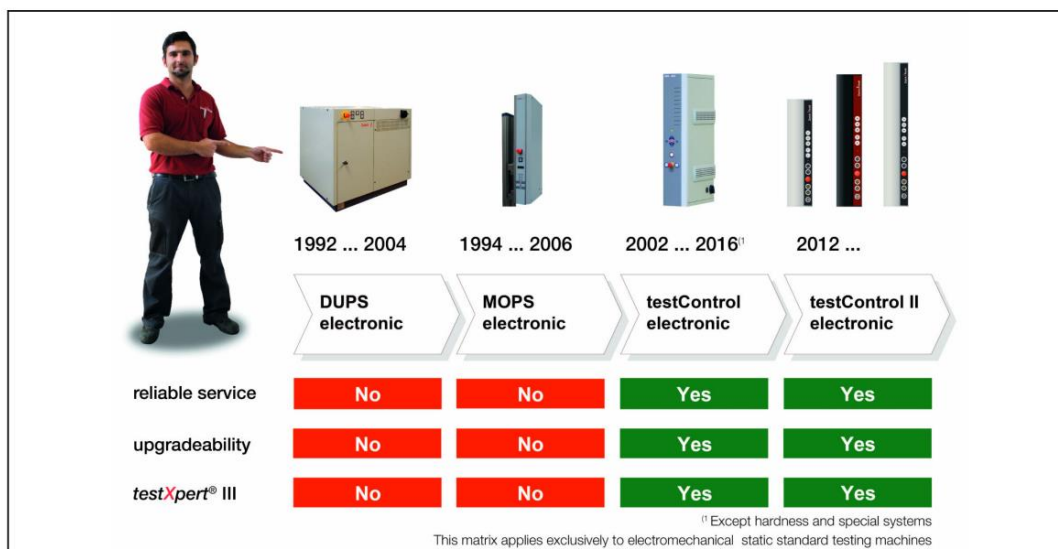 1992 ... 2004
1994 ... 2006
2002 ... 2016(1
2012 ...
DUPS
electronic
MOPS
electronic
testControl
electronic
testControl II
electronic
reliable service
No
No
Yes
Yes
upgradeability
No
No
Yes
Yes
testXpert® III
No
No
Yes
Yes
(1 Except hardness and special systems
This matrix applies exclusively to electromechanical static standard testing machines